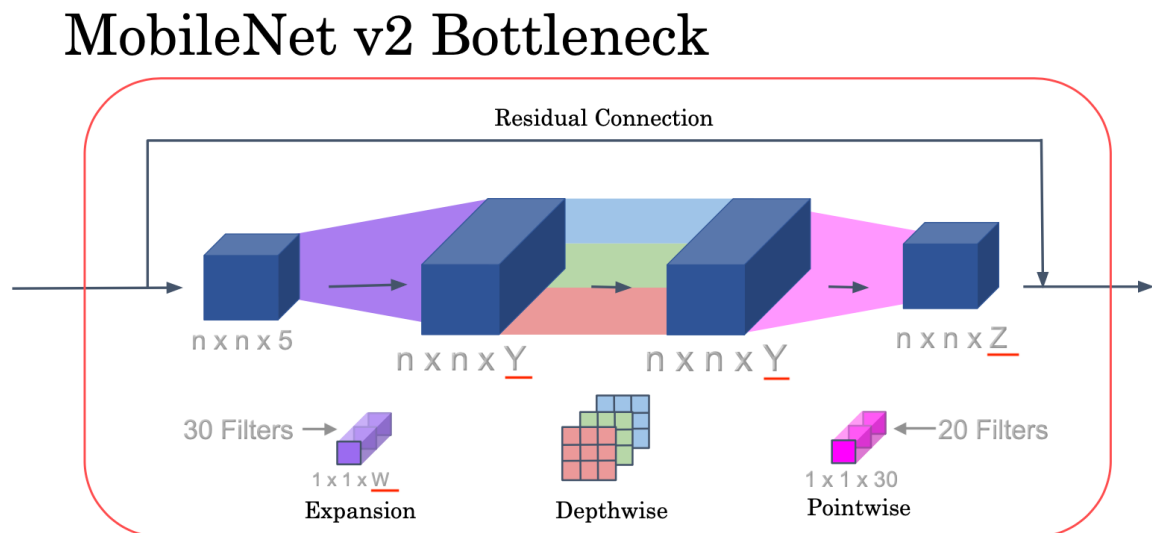 MobileNet v2 Bottleneck
Residual Connection
n x n x 5
n x n x Y
n x n x Y
n x n x Z
30 Filters
20 Filters
1 x 1 x W
1 x 1 x 30
Expansion
Depthwise
Pointwise